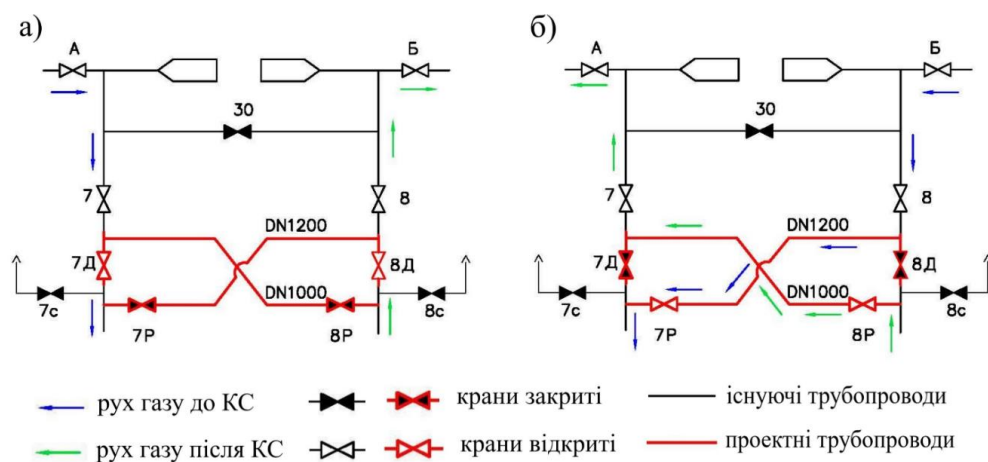 а)
А
Б
30
7
8
DN1200
7Д
8Д
DN1000
7с
8с
7Р
8Р
б)
А
Б
30
7
8
DN1200
7Д
8Д
DN1000
7с
8с
7Р
8Р
рух газу до КС
крани закриті
існуючі трубопроводи
рух газу після КС
крани відкриті
проектні трубопроводи